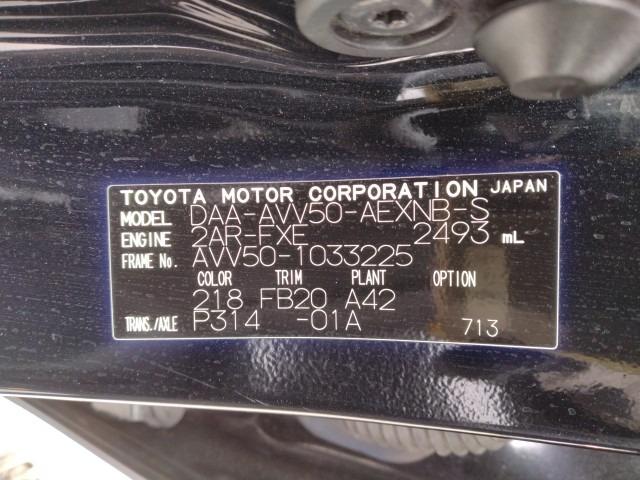 TOYOTA MOTOR CORPORATION JAPAN
MODEL DAA-AVV50-AEXNB-S
ENGINE 2AR-FXE 2493 mL
FRAME No. AVV50-1033225
COLOR TRIM PLANT OPTION
218 FB20 A42
TRANS./AXLE P314 -01A 713